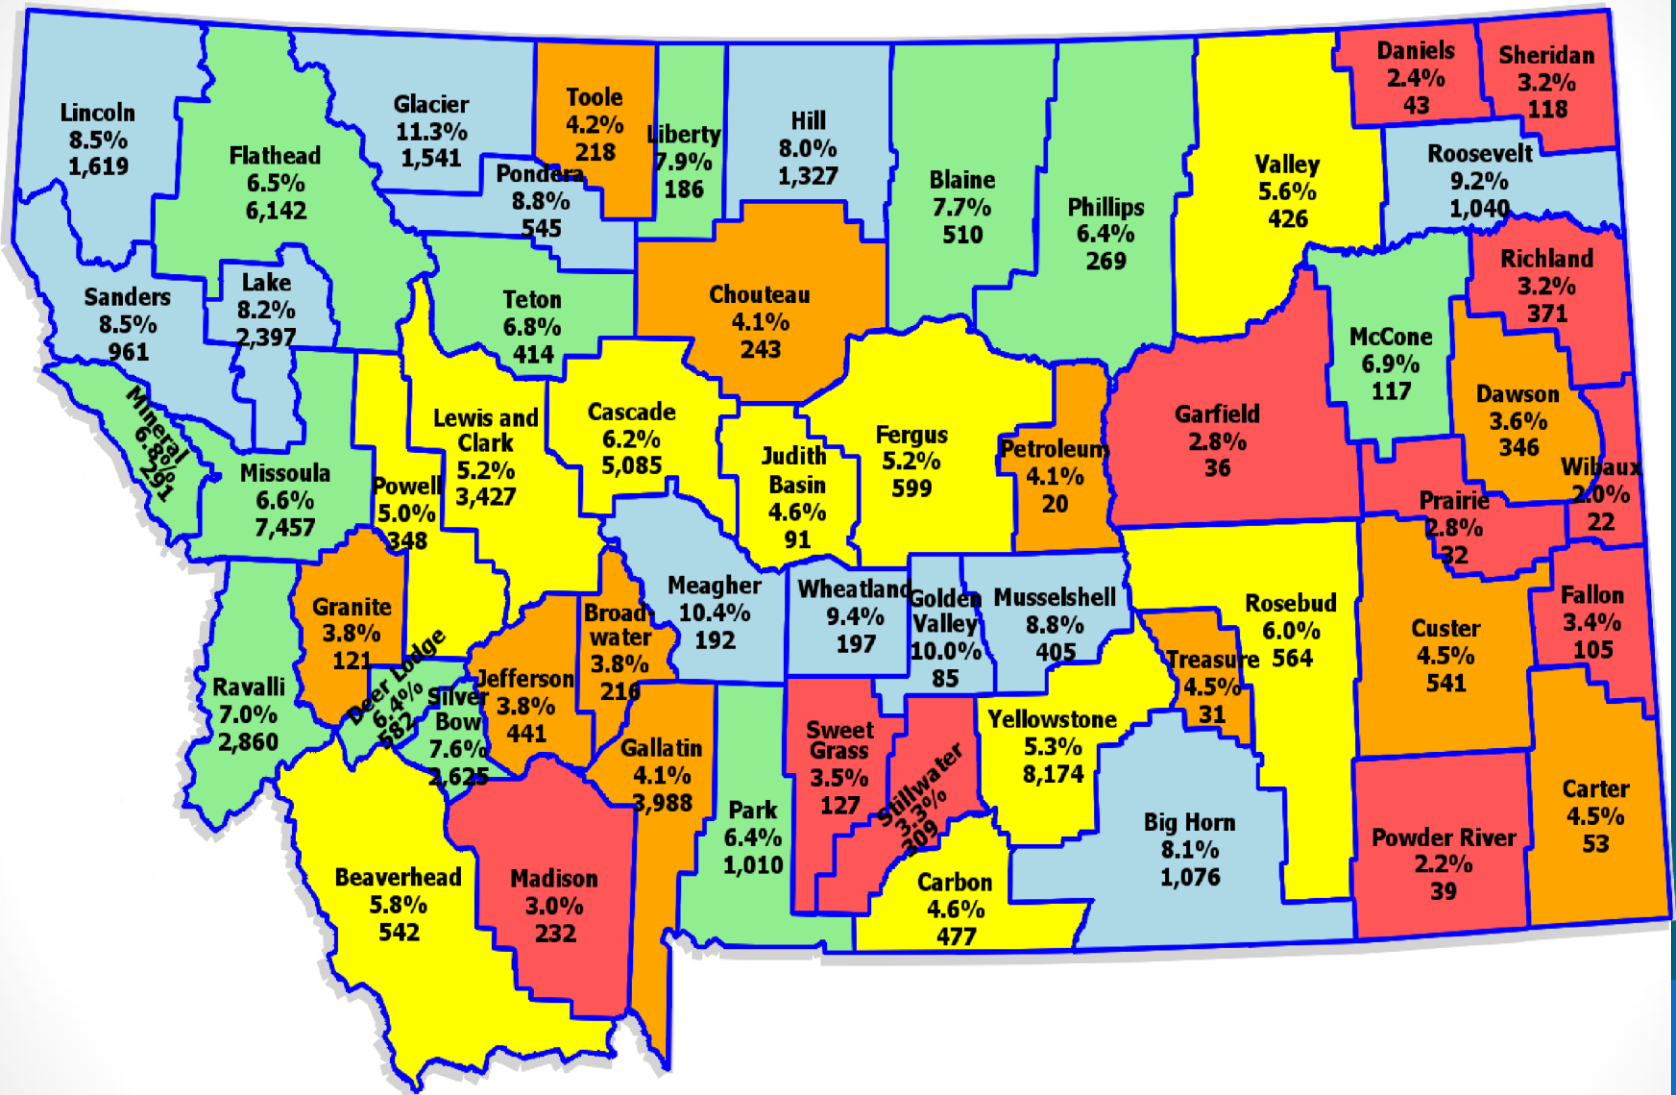 Lincoln
8.5%
1,619
Flathead
6.5%
6,142
Glacier
11.3%
1,541
Toole
4.2%
218
Pondera
8.8%
545
Liberty
7.9%
186
Hill
8.0%
1,327
Blaine
7.7%
510
Phillips
6.4%
269
Valley
5.6%
426
Daniels
2.4%
43
Sheridan
3.2%
118
Roosevelt
9.2%
1,040
Richland
3.2%
371
Sanders
8.5%
961
Lake
8.2%
2,397
Teton
6.8%
414
Chouteau
4.1%
243
McCone
6.9%
117
Dawson
3.6%
346
Mineral
6.8%
291
Missoula
6.6%
7,457
Powell
5.0%
348
Lewis and
Clark
5.2%
3,427
Cascade
6.2%
5,085
Judith
Basin
4.6%
91
Fergus
5.2%
599
Petroleum
4.1%
20
Garfield
2.8%
36
Prairie
2.8%
32
Wibaux
2.0%
22
Granite
3.8%
121
Meagher
10.4%
192
Wheatland
9.4%
197
Golden
Valley
10.0%
85
Musselshell
8.8%
405
Rosebud
6.0%
564
Custer
4.5%
541
Fallon
3.4%
105
Ravalli
7.0%
2,860
Deer Lodge
6.4%
582
Silver
Bow
7.6%
2,625
Jefferson
3.8%
441
Broad-
water
3.8%
216
Gallatin
4.1%
3,988
Treasure
4.5%
31
Park
6.4%
1,010
Sweet
Grass
3.5%
127
Stillwater
3.3%
309
Yellowstone
5.3%
8,174
Big Horn
8.1%
1,076
Powder River
2.2%
39
Carter
4.5%
53
Beaverhead
5.8%
542
Madison
3.0%
232
Carbon
4.6%
477